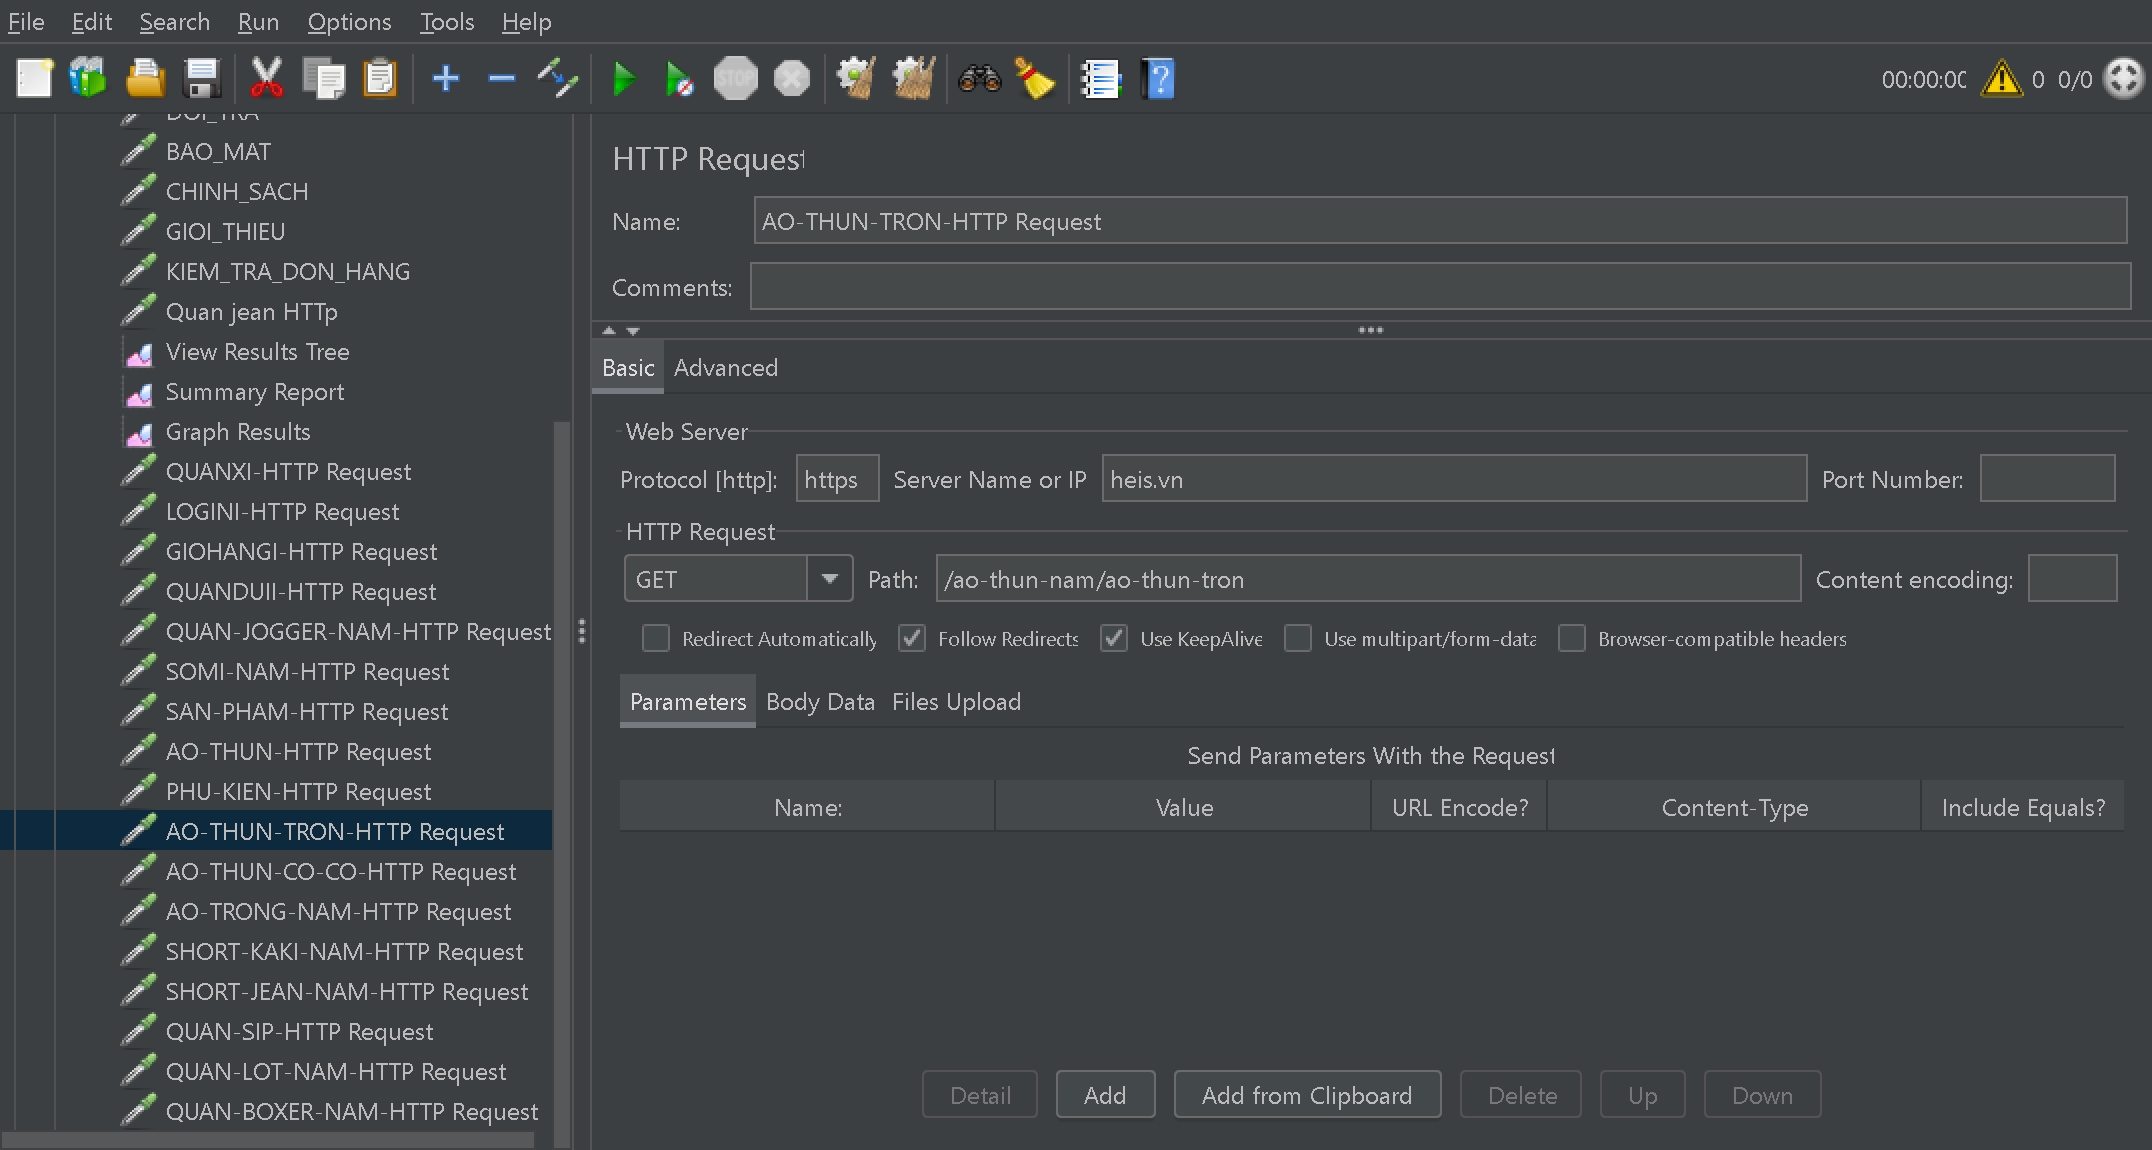 File Edit Search Run Options Tools Help
STOP 00:00:00 0 0/0
DOI_TRA
BAO_MAT
CHINH_SACH
GIOI_THIEU
KIEM_TRA_DON_HANG
Quan jean HTTp
View Results Tree
Summary Report
Graph Results
QUANXI-HTTP Request
LOGINI-HTTP Request
GIOHANGI-HTTP Request
QUANDUII-HTTP Request
QUAN-JOGGER-NAM-HTTP Request
SOMI-NAM-HTTP Request
SAN-PHAM-HTTP Request
AO-THUN-HTTP Request
PHU-KIEN-HTTP Request
AO-THUN-TRON-HTTP Request
AO-THUN-CO-CO-HTTP Request
AO-TRONG-NAM-HTTP Request
SHORT-KAKI-NAM-HTTP Request
SHORT-JEAN-NAM-HTTP Request
QUAN-SIP-HTTP Request
QUAN-LOT-NAM-HTTP Request
QUAN-BOXER-NAM-HTTP Request
HTTP Request
Name: AO-THUN-TRON-HTTP Request
Comments:
Basic Advanced
Web Server
Protocol [http]: https Server Name or IP heis.vn Port Number:
HTTP Request
GET Path: /ao-thun-nam/ao-thun-tron Content encoding:
Redirect Automatically Follow Redirects Use KeepAlive Use multipart/form-data Browser-compatible headers
Parameters Body Data Files Upload
Send Parameters With the Request
Name: Value URL Encode? Content-Type Include Equals?
Detail Add Add from Clipboard Delete Up Down